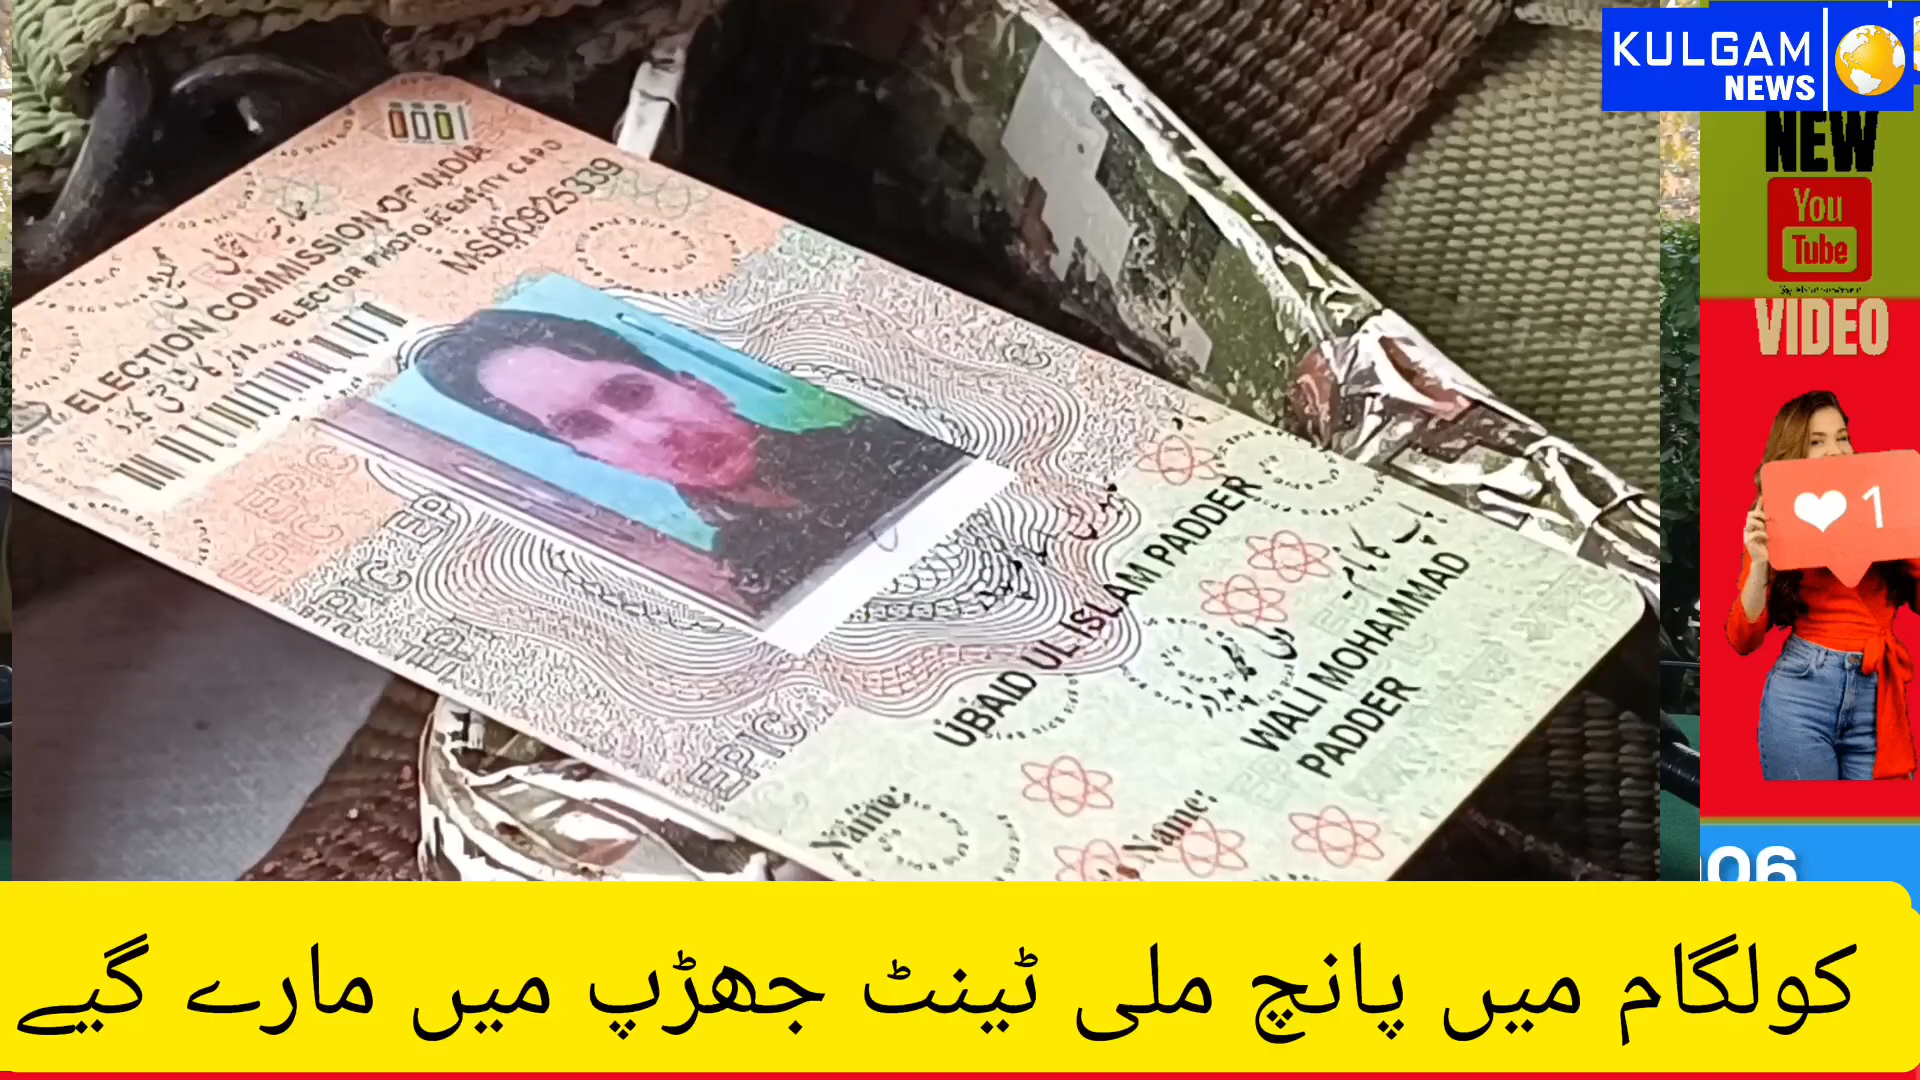 KULGAM
NEWS
NEW
You
Tube
VIDEO
1
ELECTION COMMISSION OF INDIA
ELECTOR PHOTO IDENTITY CARD
MSB0925339
EPIC
EPIC
UBAID UL ISLAM PADDER
Name:
WALI MOHAMMAD
PADDER
Name:
کولگام میں پانچ ملی ٹینٹ جھڑپ میں مارے گیے